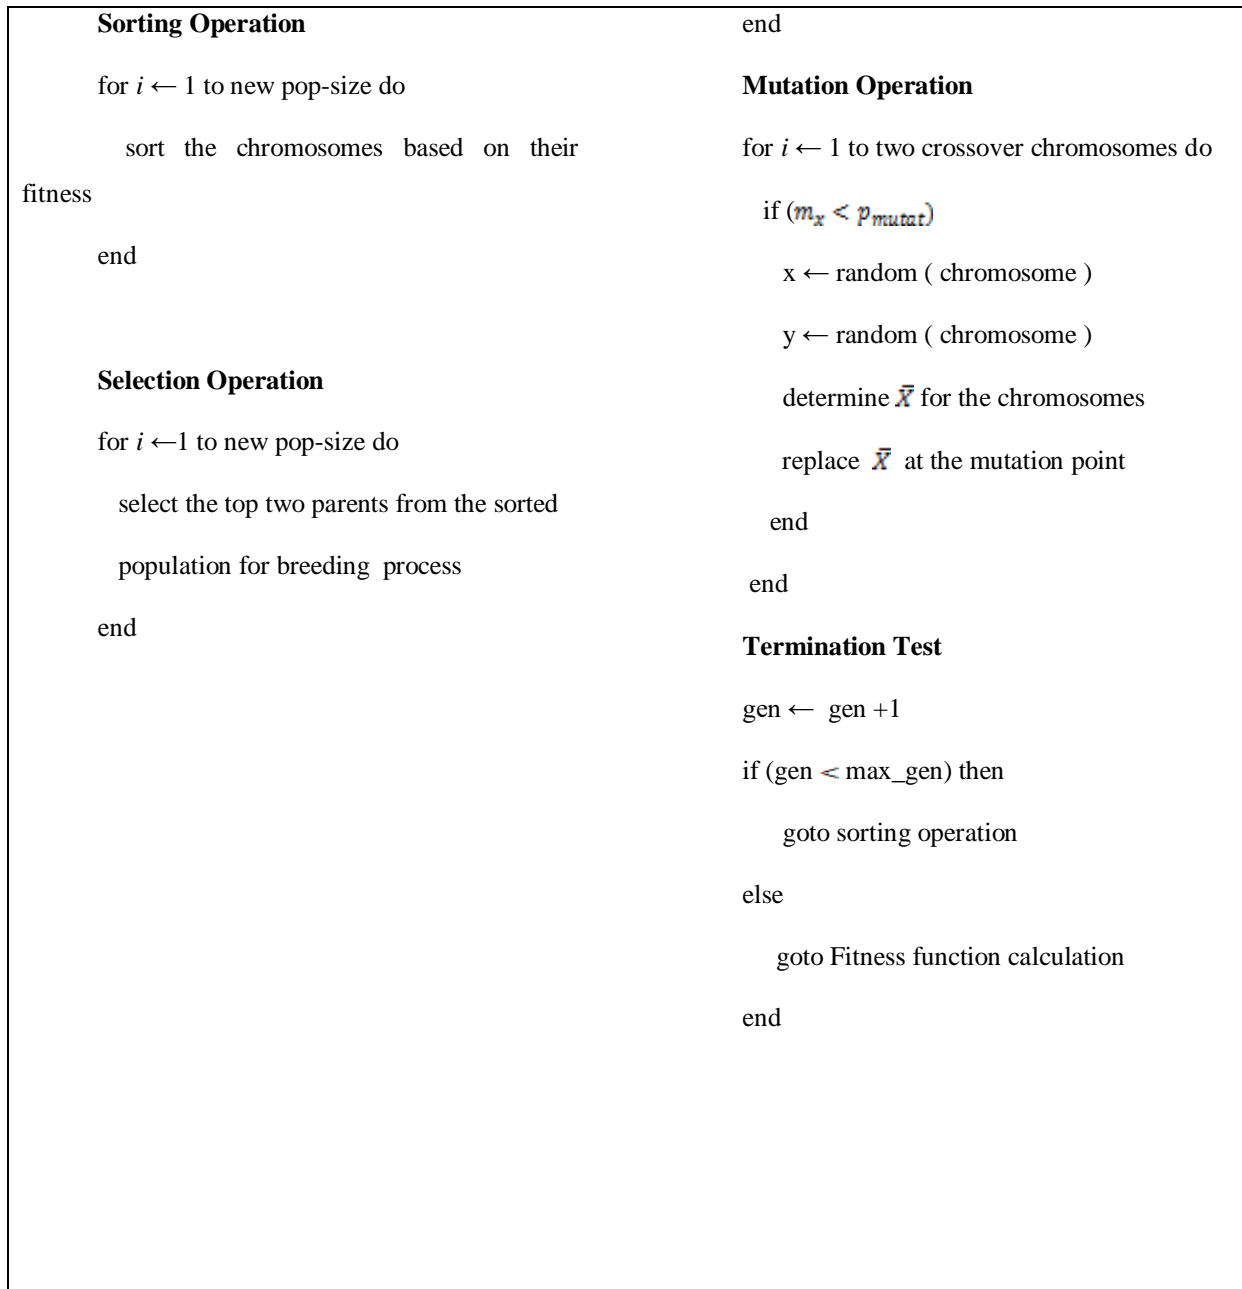 Sorting Operation
for i ← 1 to new pop-size do
sort the chromosomes based on their
fitness
end
Selection Operation
for i ←1 to new pop-size do
select the top two parents from the sorted
population for breeding process
end
end
Mutation Operation
for i ← 1 to two crossover chromosomes do
if (mₓ < p_mutat)
x ← random ( chromosome )
y ← random ( chromosome )
determine X̄ for the chromosomes
replace X̄ at the mutation point
end
end
Termination Test
gen ← gen +1
if (gen < max_gen) then
goto sorting operation
else
goto Fitness function calculation
end